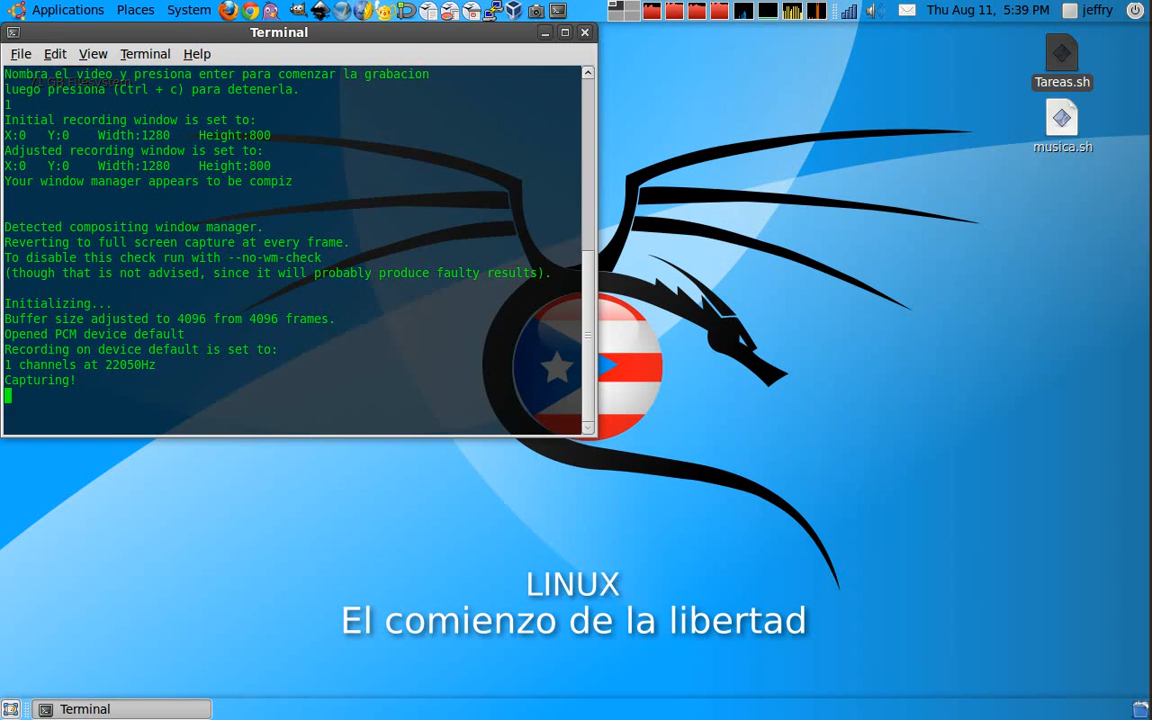 Applications Places System
Thu Aug 11, 5:39 PM jeffry
Terminal
File Edit View Terminal Help
Nombra el video y presiona enter para comenzar la grabacion
luego presiona (Ctrl + c) para detenerla.
1
Initial recording window is set to:
X:0 Y:0 Width:1280 Height:800
Adjusted recording window is set to:
X:0 Y:0 Width:1280 Height:800
Your window manager appears to be compiz
Detected compositing window manager.
Reverting to full screen capture at every frame.
To disable this check run with --no-wm-check
(though that is not advised, since it will probably produce faulty results).
Initializing...
Buffer size adjusted to 4096 from 4096 frames.
Opened PCM device default
Recording on device default is set to:
1 channels at 22050Hz
Capturing!
Tareas.sh
musica.sh
LINUX
El comienzo de la libertad
Terminal